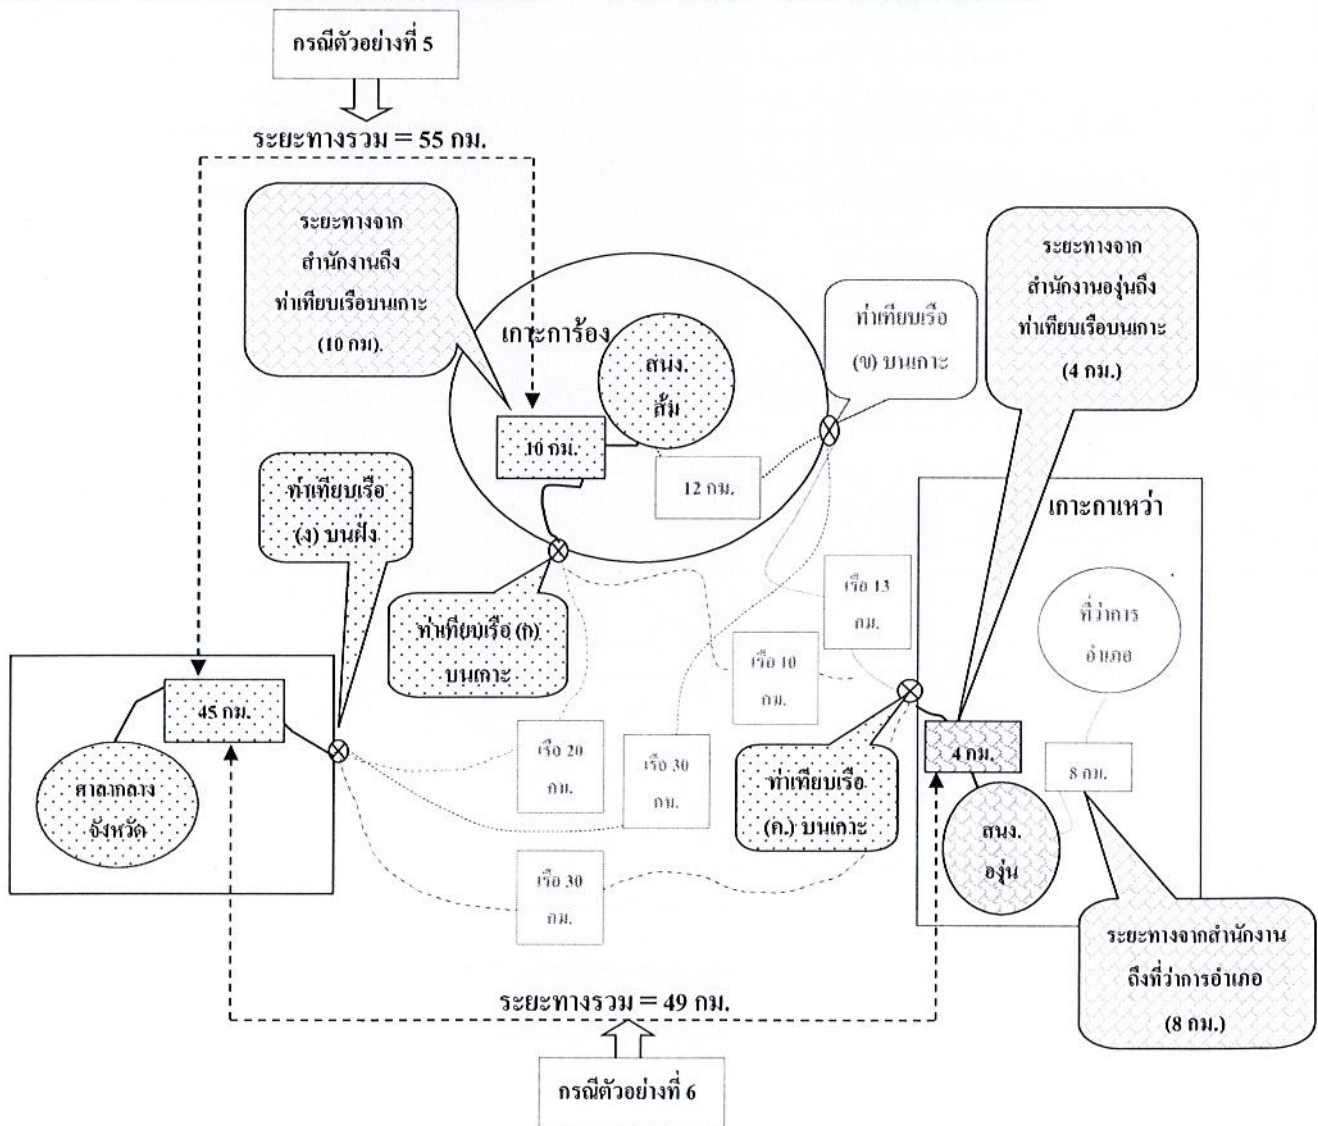 กรณีตัวอย่างที่ 5
ระยะทางรวม = 55 กม.
ระยะทางจาก
สำนักงานถึง
ท่าเทียบเรือบนเกาะ
(10 กม).
ระยะทางจาก
สำนักงานองุ่นถึง
ท่าเทียบเรือบนเกาะ
(4 กม.)
เกาะการ้อง
สนง.
ส้ม
ท่าเทียบเรือ
(ข) บนเกาะ
10 กม.
12 กม.
ท่าเทียบเรือ
(ง) บนฝั่ง
เกาะกาเหว่า
ท่าเทียบเรือ (ก)
บนเกาะ
เรือ 13
กม.
ที่ว่าการ
อำเภอ
เรือ 10
กม.
45 กม.
ศาลากลาง
จังหวัด
เรือ 20
กม.
เรือ 30
กม.
ท่าเทียบเรือ
(ค.) บนเกาะ
4 กม.
8 กม.
สนง.
องุ่น
เรือ 30
กม.
ระยะทางจากสำนักงาน
ถึงที่ว่าการอำเภอ
(8 กม.)
ระยะทางรวม = 49 กม.
กรณีตัวอย่างที่ 6